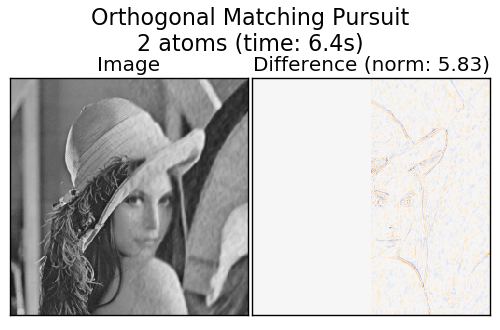 Orthogonal Matching Pursuit
2 atoms (time: 6.4s)
Image
Difference (norm: 5.83)